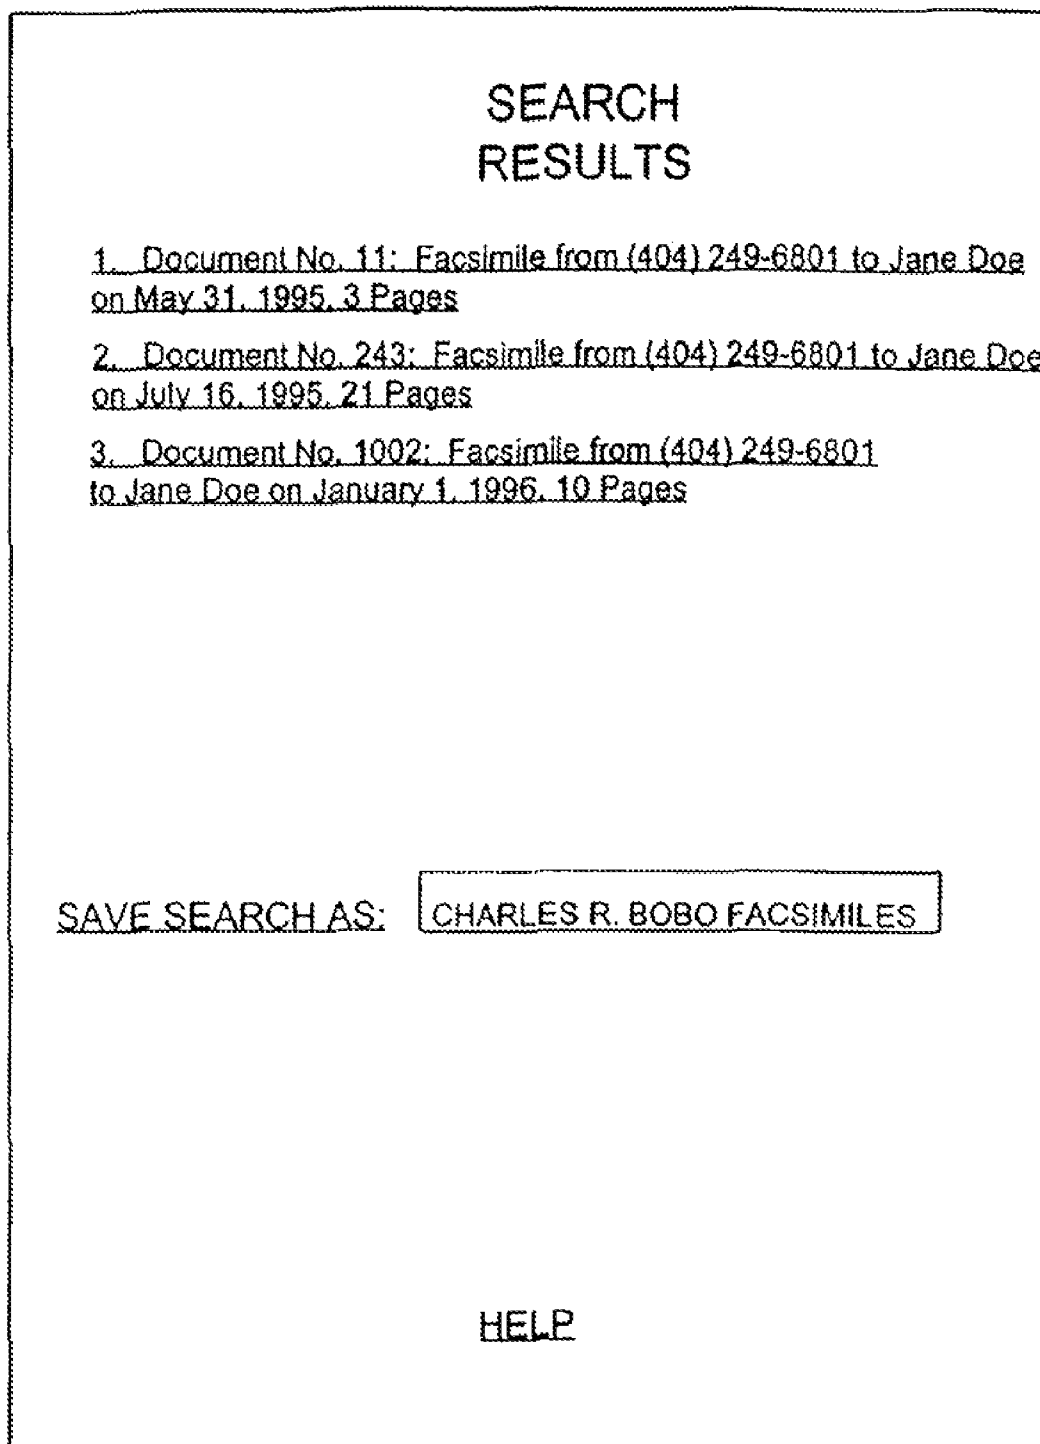 SEARCH
RESULTS
1. Document No. 11: Facsimile from (404) 249-6801 to Jane Doe
on May 31, 1995, 3 Pages
2. Document No. 243: Facsimile from (404) 249-6801 to Jane Doe
on July 16, 1995, 21 Pages
3. Document No. 1002: Facsimile from (404) 249-6801
to Jane Doe on January 1, 1996, 10 Pages
SAVE SEARCH AS: CHARLES R. BOBO FACSIMILES
HELP